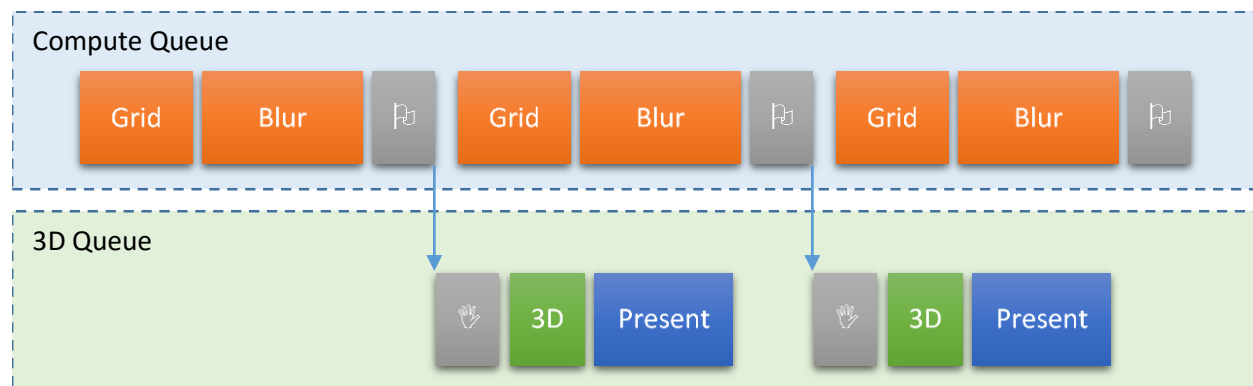 Compute Queue
Grid Blur Grid Blur Grid Blur
3D Queue
3D Present 3D Present